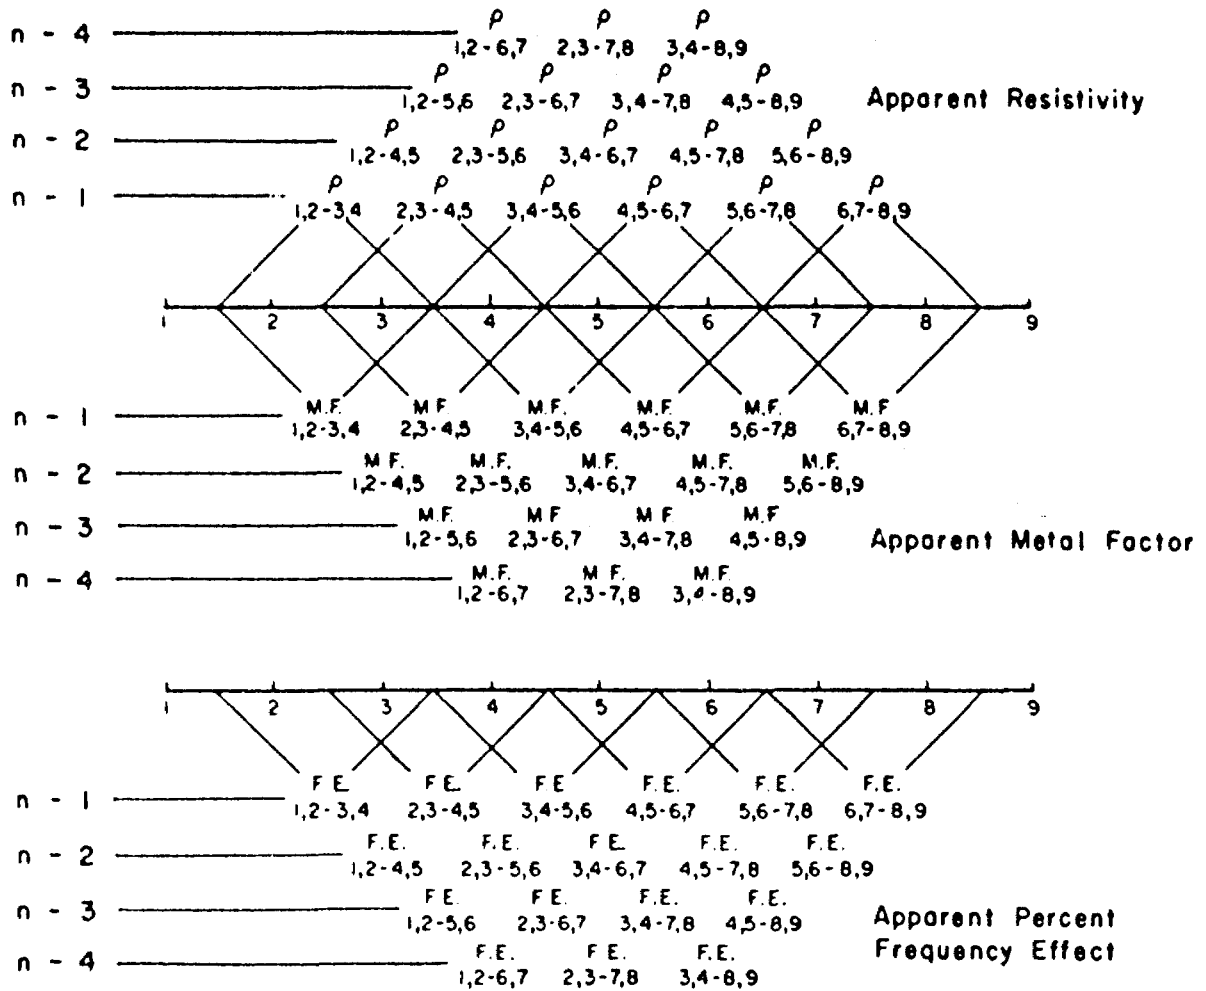 n - 4 ρ ρ ρ
1,2-6,7 2,3-7,8 3,4-8,9
n - 3 ρ ρ ρ ρ
1,2-5,6 2,3-6,7 3,4-7,8 4,5-8,9
Apparent Resistivity
n - 2 ρ ρ ρ ρ ρ
1,2-4,5 2,3-5,6 3,4-6,7 4,5-7,8 5,6-8,9
n - 1 ρ ρ ρ ρ ρ ρ
1,2-3,4 2,3-4,5 3,4-5,6 4,5-6,7 5,6-7,8 6,7-8,9
1 2 3 4 5 6 7 8 9
n - 1 M.F. M.F. M.F. M.F. M.F. M.F
1,2-3,4 2,3-4,5 3,4-5,6 4,5-6,7 5,6-7,8 6,7-8,9
n - 2 M F. M.F. M.F. M.F. M.F.
1,2-4,5 2,3-5,6 3,4-6,7 4,5-7,8 5,6-8,9
n - 3 M.F. M F M F. M.F
1,2-5,6 2,3-6,7 3,4-7,8 4,5-8,9
Apparent Metal Factor
n - 4 M.F. M F. M.F.
1,2-6,7 2,3-7,8 3,4-8,9
1 2 3 4 5 6 7 8 9
n - 1 F E. F E. F E F.E. F.E. F.E.
1,2-3,4 2,3-4,5 3,4-5,6 4,5-6,7 5,6-7,8 6,7-8,9
n - 2 F.E. F.E. F E. F.E. F.E.
1,2-4,5 2,3-5,6 3,4-6,7 4,5-7,8 5,6-8,9
n - 3 F E. F E. F.E. F.E.
1,2-5,6 2,3-6,7 3,4-7,8 4,5-8,9
Apparent Percent
Frequency Effect
n - 4 F.E. F E. F.E.
1,2-6,7 2,3-7,8 3,4-8,9